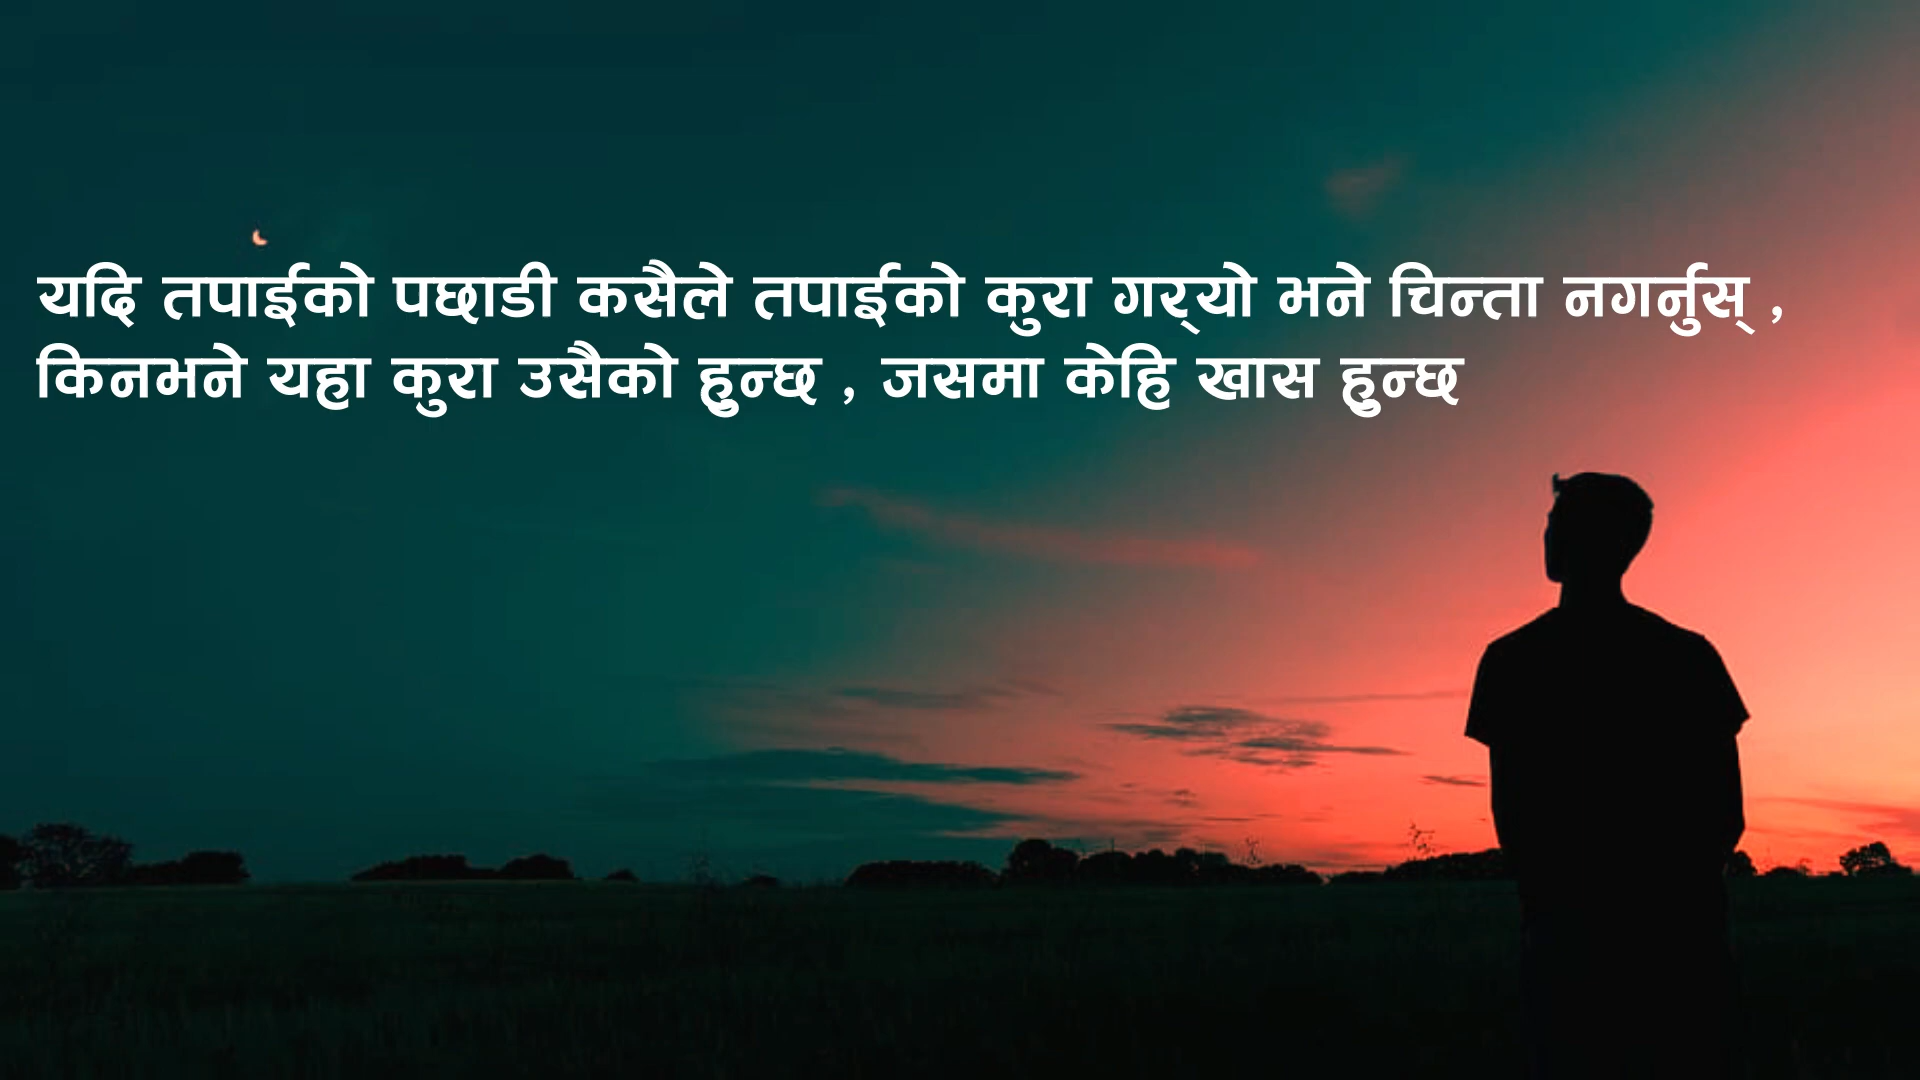 यदि तपाईको पछाडी कसैले तपाईको कुरा गर्‍यो भने चिन्ता नगर्नुस् ,
किनभने यहा कुरा उसैको हुन्छ , जसमा केहि खास हुन्छ